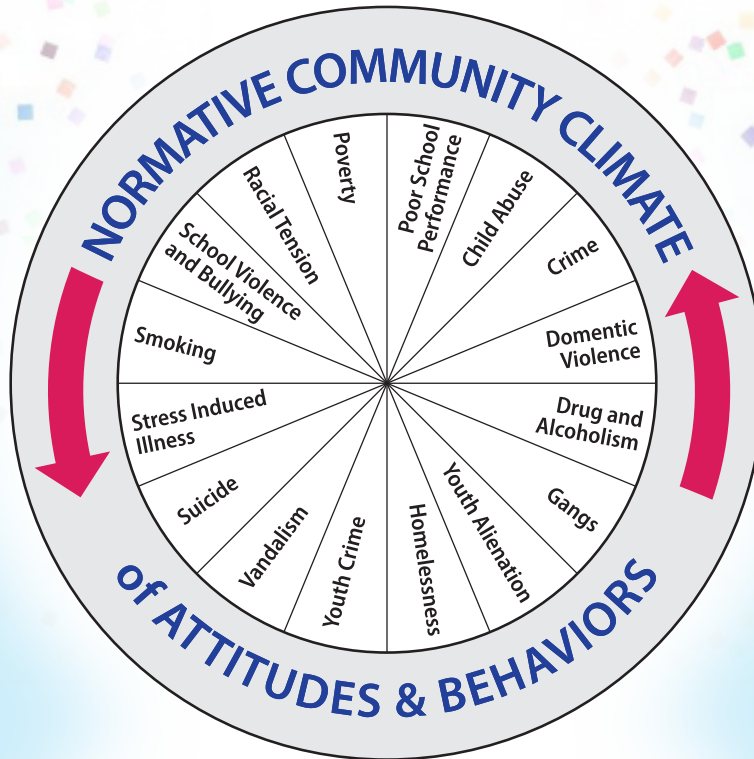 NORMATIVE COMMUNITY CLIMATE
of ATTITUDES & BEHAVIORS
Poor School
Performance
Child Abuse
Crime
Domentic
Violence
Drug and
Alcoholism
Gangs
Youth Alienation
Homelessness
Youth Crime
Vandalism
Suicide
Stress Induced
Illness
Smoking
School Violence
and Bullying
Racial Tension
Poverty